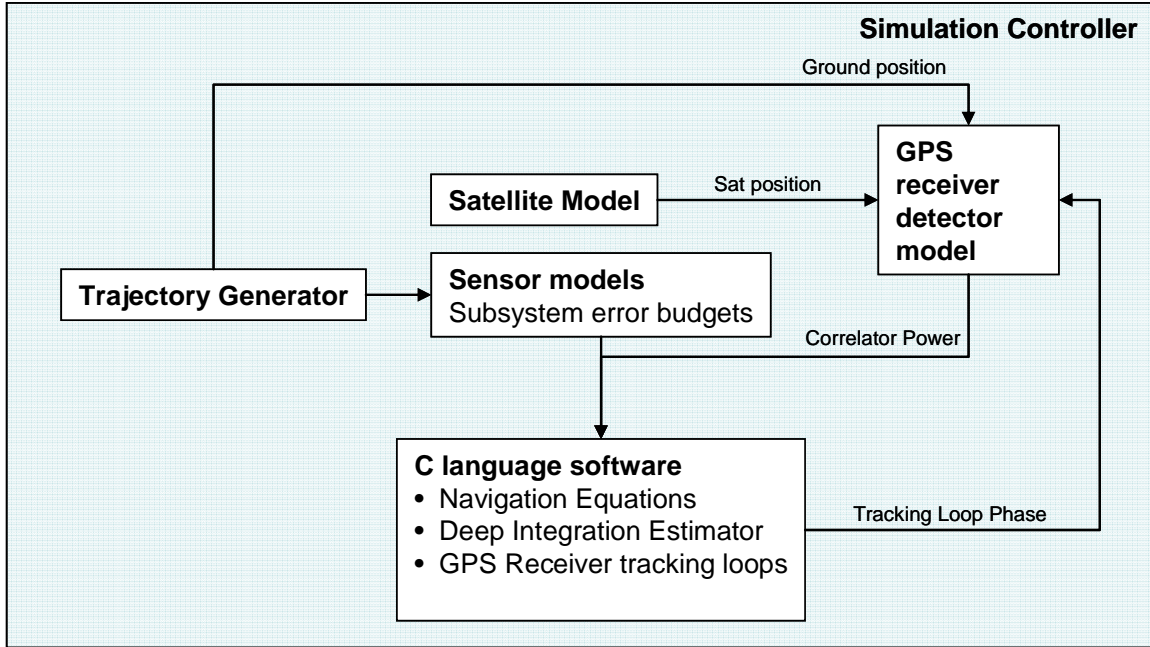 Simulation Controller
Ground position
GPS
receiver
detector
model
Sat position
Satellite Model
Sensor models
Subsystem error budgets
Trajectory Generator
Correlator Power
C language software
• Navigation Equations
• Deep Integration Estimator
• GPS Receiver tracking loops
Tracking Loop Phase